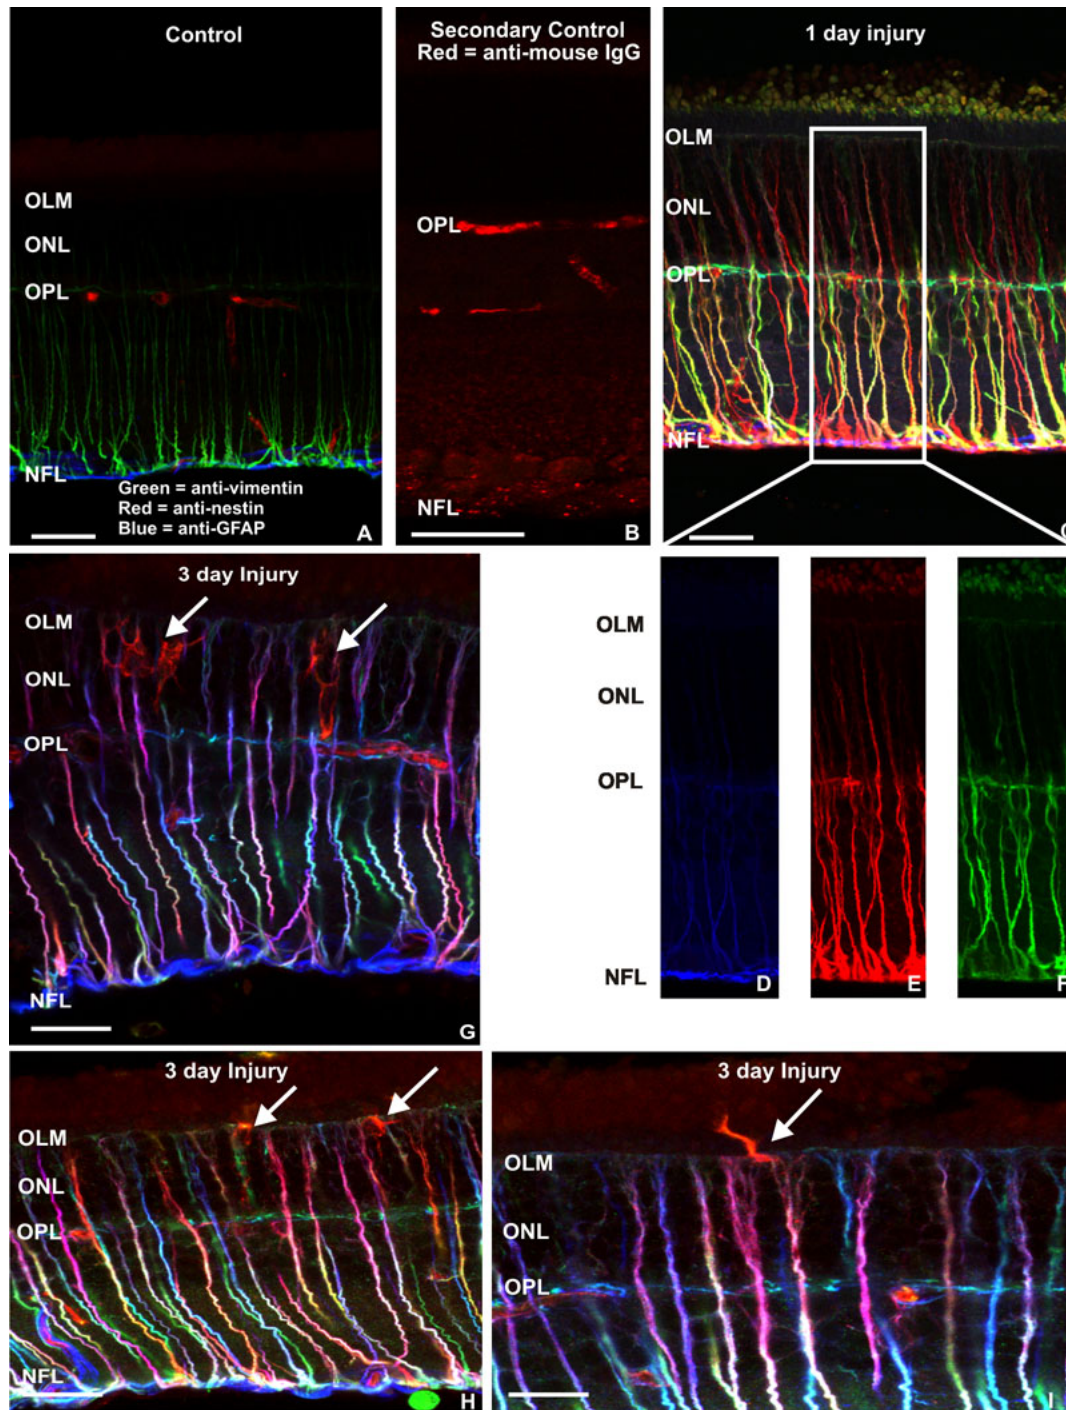 Control
OLM
ONL
OPL
NFL
Green = anti-vimentin
Red = anti-nestin
Blue = anti-GFAP
A
Secondary Control
Red = anti-mouse IgG
OPL
NFL
B
1 day injury
OLM
ONL
OPL
NFL
C
3 day Injury
OLM
ONL
OPL
NFL
G
OLM
ONL
OPL
NFL
D
E
F
3 day Injury
OLM
ONL
OPL
NFL
H
3 day Injury
OLM
ONL
OPL
I